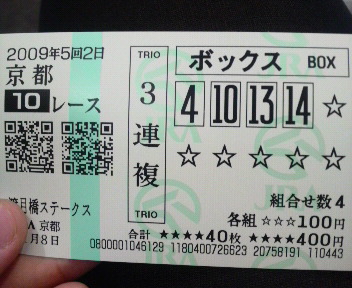 2009年5回2日
京都
10レース
月橋ステークス
京都
月8日
TRIO
3連複
TRIO
ボックス BOX
4 10 13 14 ☆
☆ ☆ ☆ ☆ ☆
JRA
組合せ数4
各組 ☆☆☆100円
合計 ★★★★40枚 ★★★★400円
0800001046129 1180400726623 20756191 110443